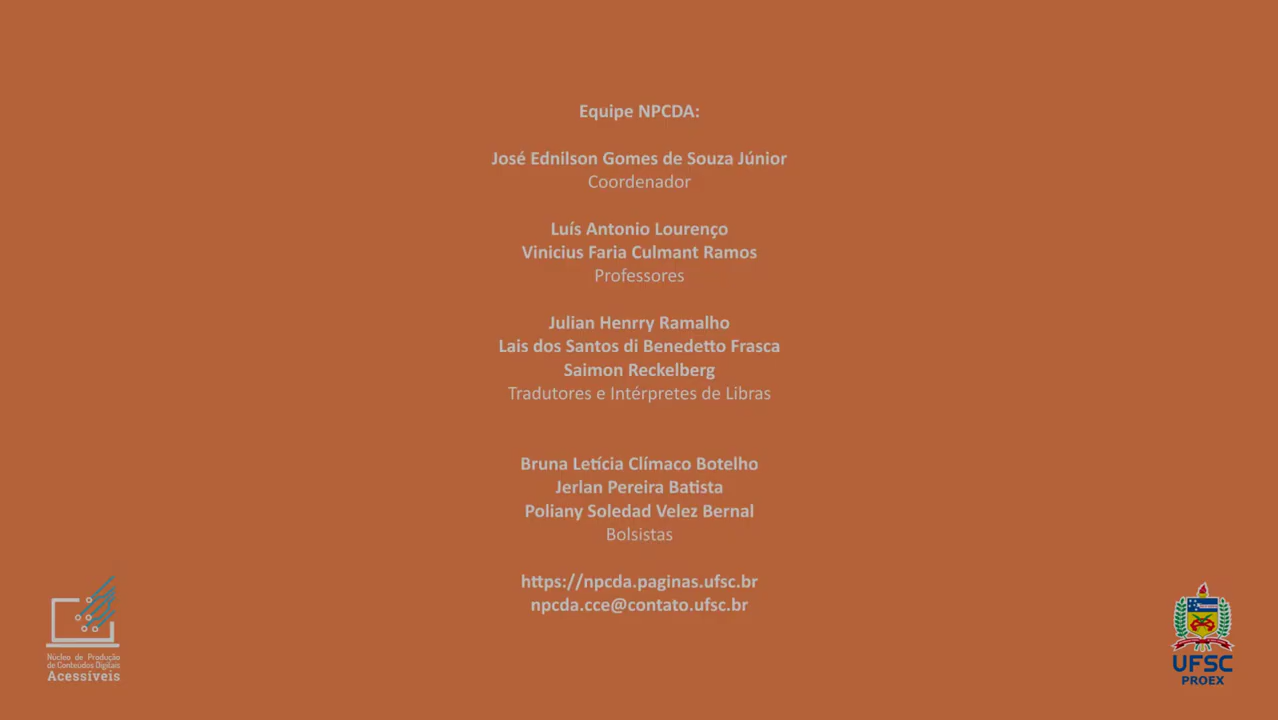 Equipe NPCDA:
José Ednilson Gomes de Souza Júnior
Coordenador
Luís Antonio Lourenço
Vinicius Faria Culmant Ramos
Professores
Julian Henrry Ramalho
Lais dos Santos di Benedetto Frasca
Saimon Reckelberg
Tradutores e Intérpretes de Libras
Bruna Letícia Clímaco Botelho
Jerlan Pereira Batista
Poliany Soledad Velez Bernal
Bolsistas
https://npcda.paginas.ufsc.br
npcda.cce@contato.ufsc.br
Núcleo de Produção
de Conteúdos Digitais
Acessíveis
UFSC
PROEX